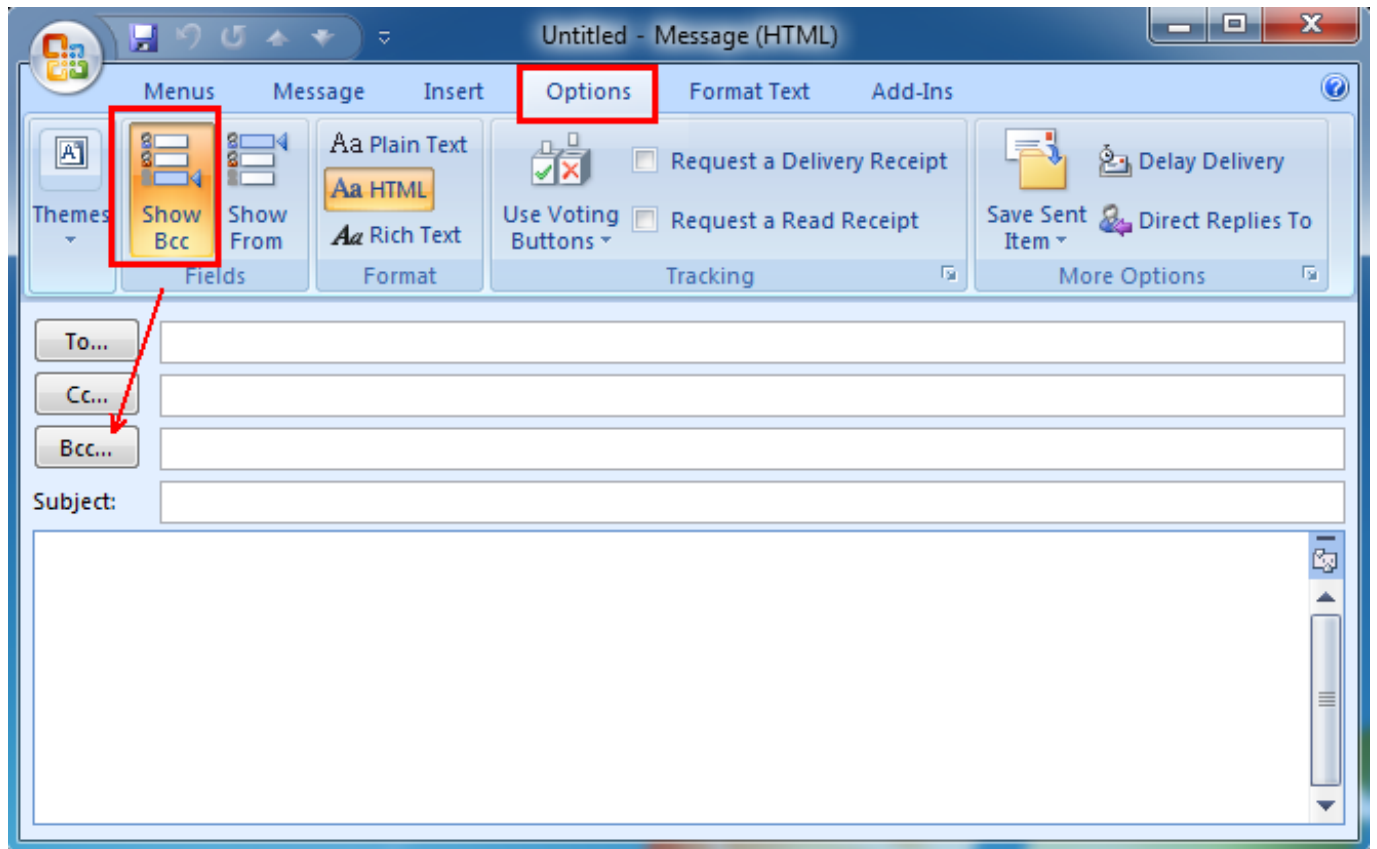 Untitled - Message (HTML)
Menus Message Insert Options Format Text Add-Ins
Themes
Show Bcc
Show From
Fields
Aa Plain Text
Aa HTML
Aa Rich Text
Format
Use Voting Buttons
Request a Delivery Receipt
Request a Read Receipt
Tracking
Save Sent Item
Delay Delivery
Direct Replies To
More Options
To...
Cc...
Bcc...
Subject: